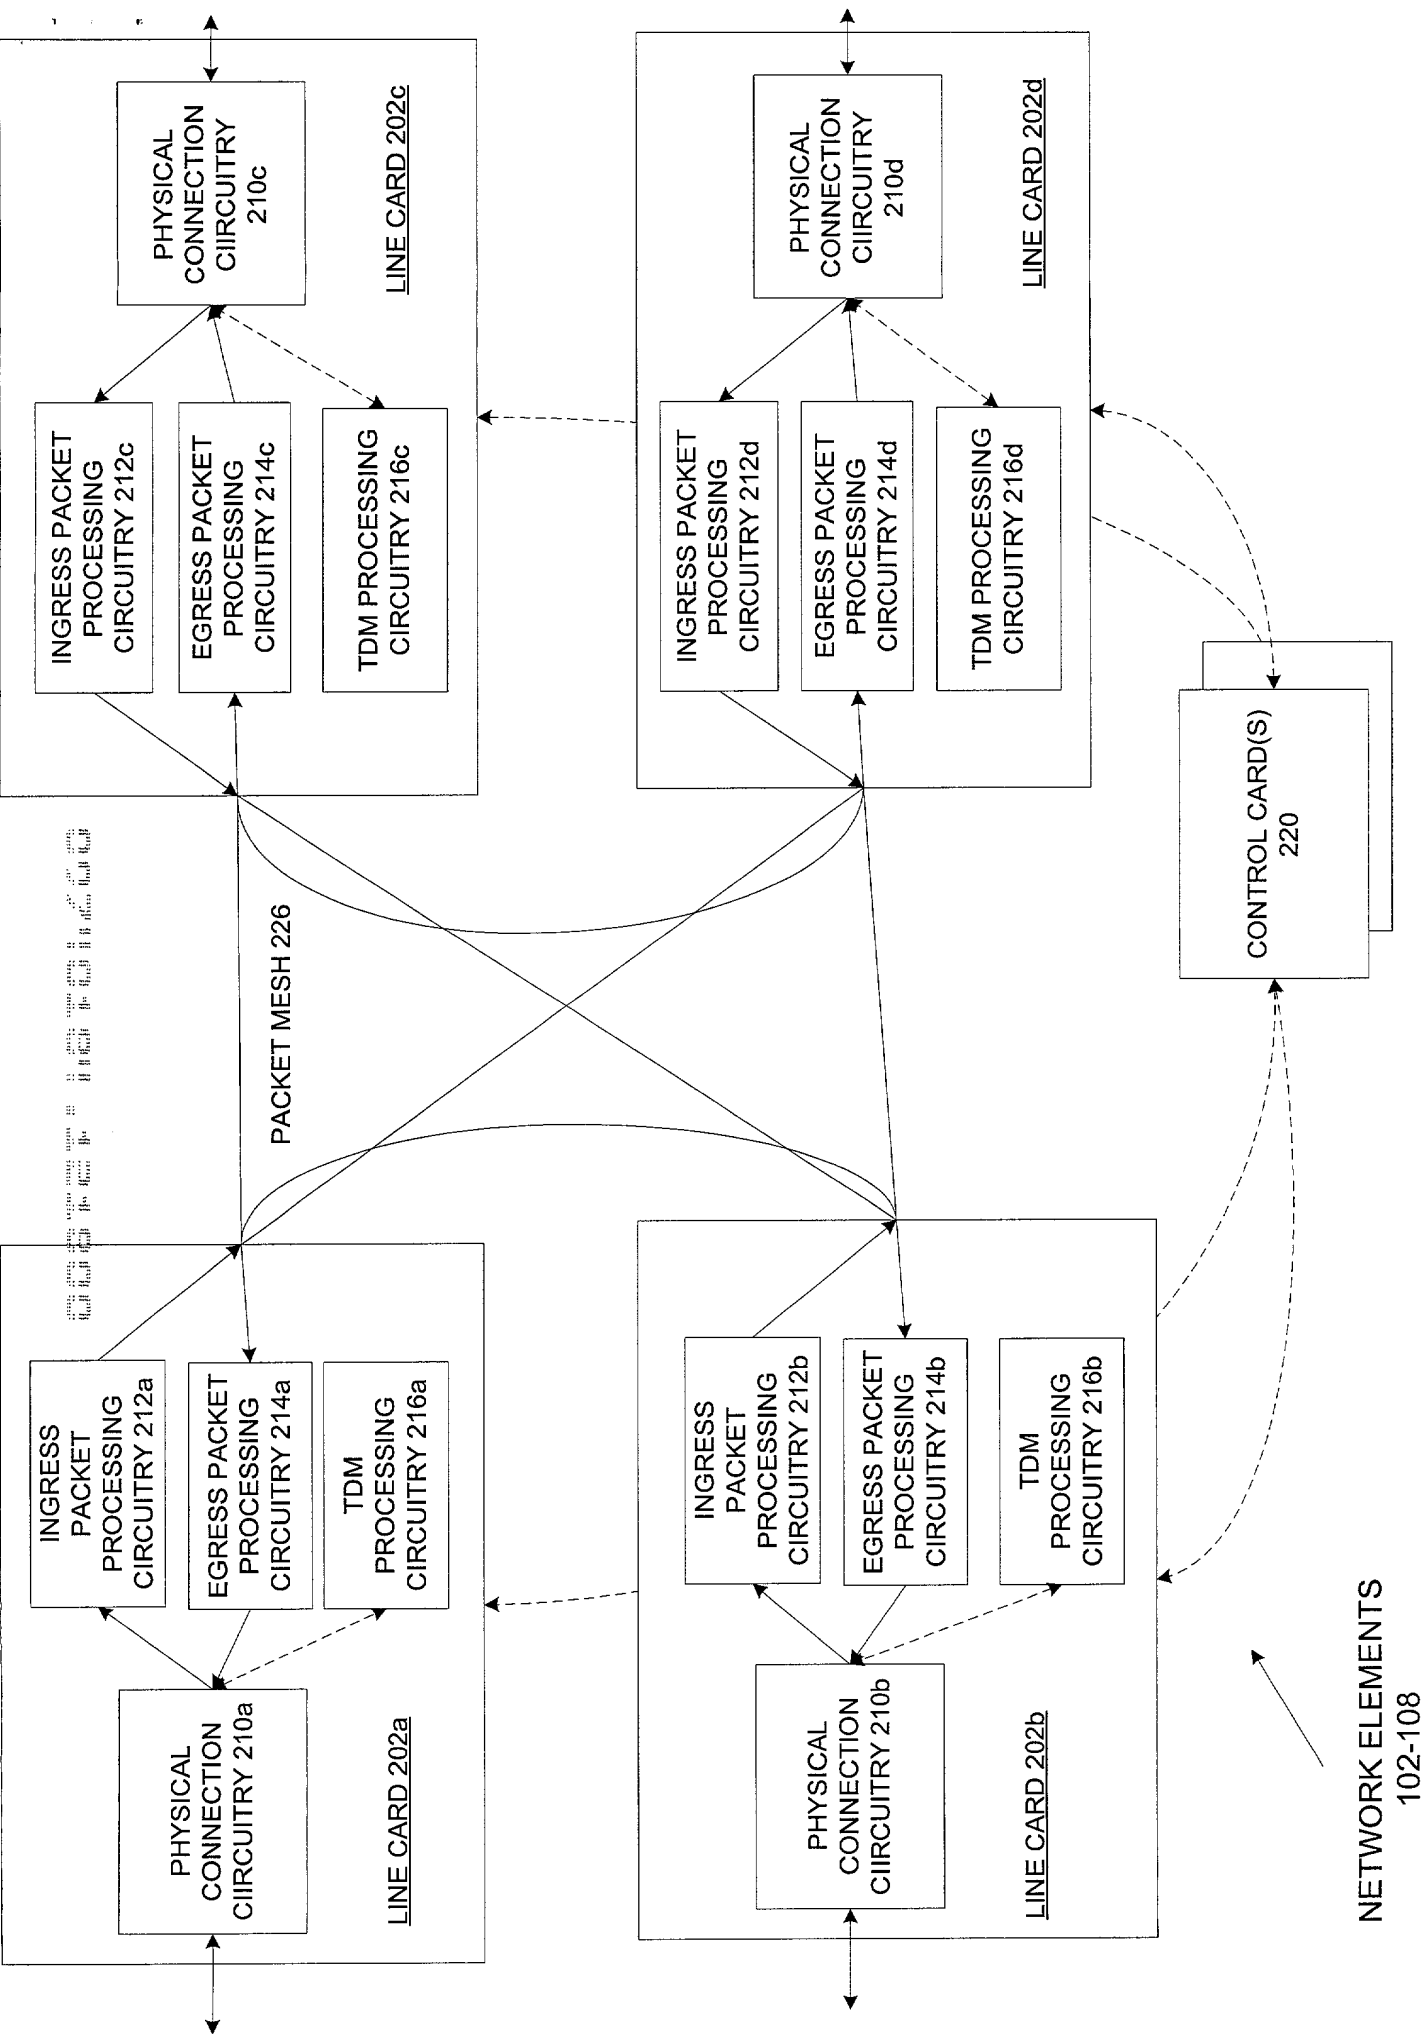 PHYSICAL
CONNECTION
CIIRCUITRY 210a
INGRESS
PACKET
PROCESSING
CIRCUITRY 212a
EGRESS PACKET
PROCESSING
CIRCUITRY 214a
TDM
PROCESSING
CIRCUITRY 216a
LINE CARD 202a
PACKET MESH 226
INGRESS PACKET
PROCESSING
CIRCUITRY 212c
EGRESS PACKET
PROCESSING
CIRCUITRY 214c
TDM PROCESSING
CIRCUITRY 216c
PHYSICAL
CONNECTION
CIIRCUITRY
210c
LINE CARD 202c
PHYSICAL
CONNECTION
CIIRCUITRY 210b
INGRESS
PACKET
PROCESSING
CIRCUITRY 212b
EGRESS PACKET
PROCESSING
CIRCUITRY 214b
TDM
PROCESSING
CIRCUITRY 216b
LINE CARD 202b
INGRESS PACKET
PROCESSING
CIRCUITRY 212d
EGRESS PACKET
PROCESSING
CIRCUITRY 214d
TDM PROCESSING
CIRCUITRY 216d
PHYSICAL
CONNECTION
CIIRCUITRY
210d
LINE CARD 202d
CONTROL CARD(S)
220
NETWORK ELEMENTS
102-108